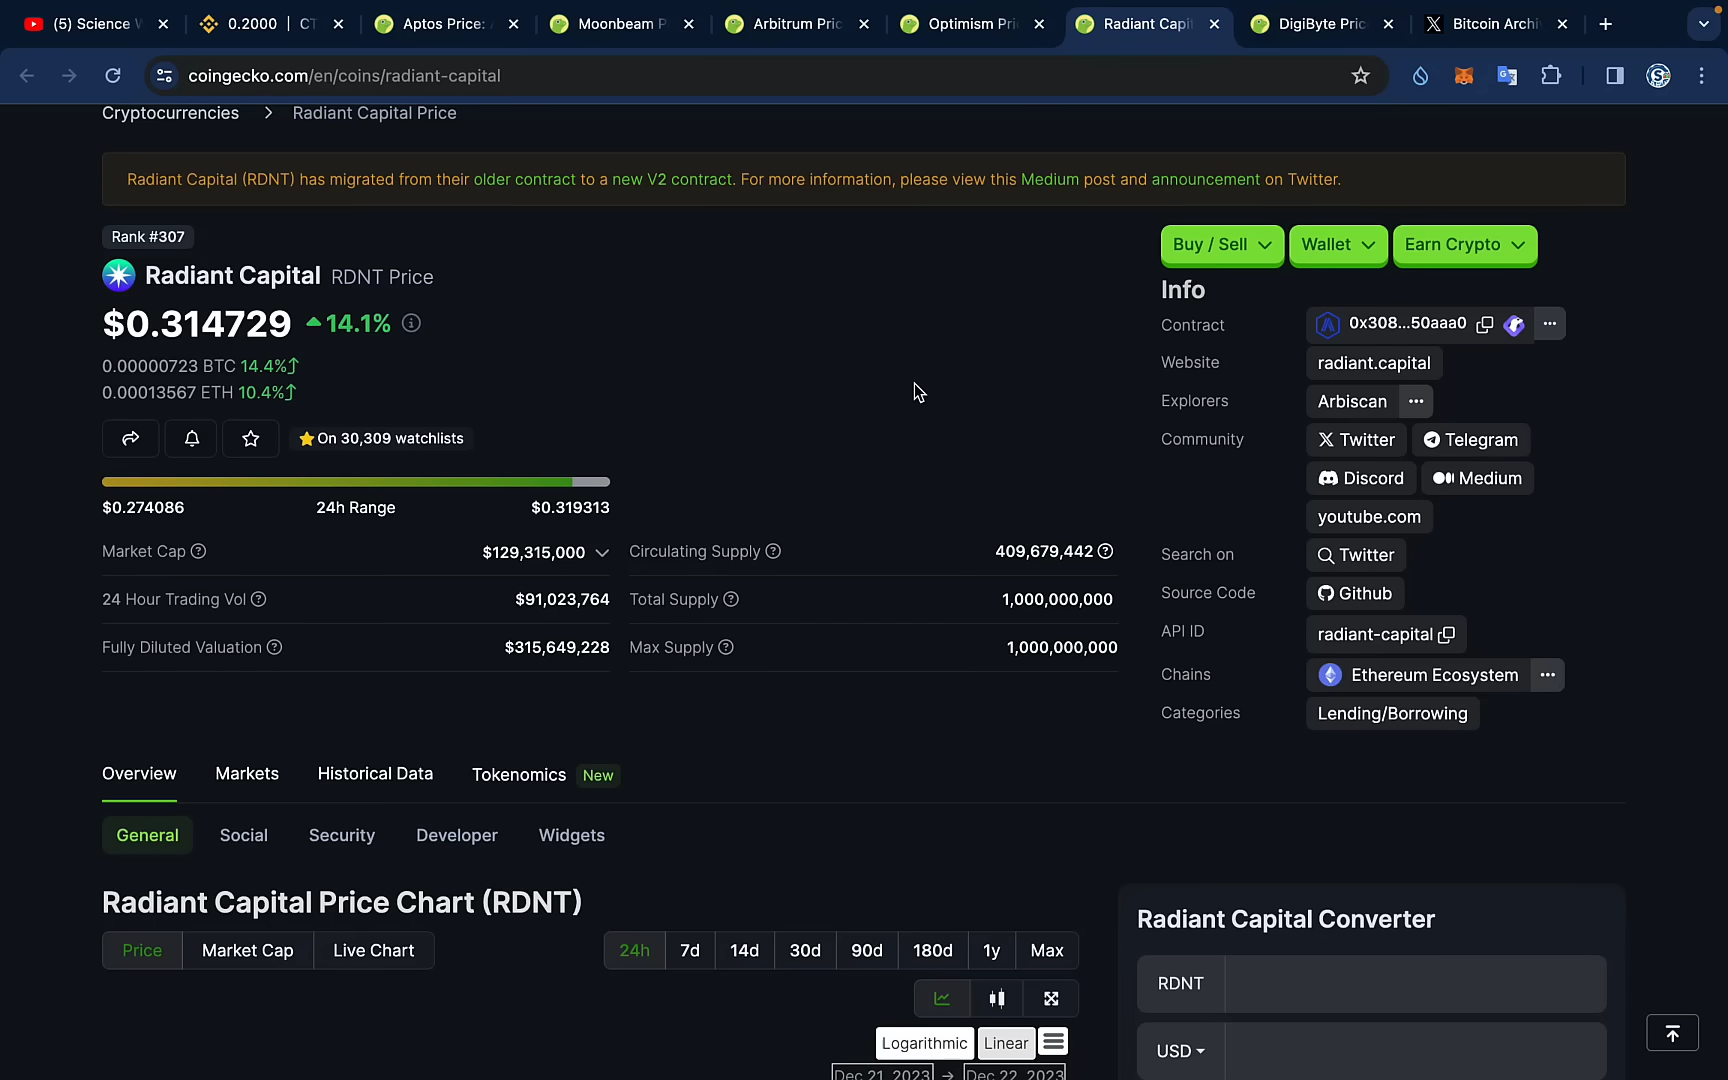 (5) Science
0.2000 | CT
Aptos Price:
Moonbeam P
Arbitrum Pric
Optimism Pri
Radiant Capi
DigiByte Pric
Bitcoin Archi
coingecko.com/en/coins/radiant-capital
Cryptocurrencies > Radiant Capital Price
Radiant Capital (RDNT) has migrated from their older contract to a new V2 contract. For more information, please view this Medium post and announcement on Twitter.
Rank #307
Radiant Capital RDNT Price
$0.314729 14.1%
0.00000723 BTC 14.4%
0.00013567 ETH 10.4%
On 30,309 watchlists
$0.274086 24h Range $0.319313
Market Cap $129,315,000
24 Hour Trading Vol $91,023,764
Fully Diluted Valuation $315,649,228
Circulating Supply 409,679,442
Total Supply 1,000,000,000
Max Supply 1,000,000,000
Buy / Sell Wallet Earn Crypto
Info
Contract 0x308...50aaa0
Website radiant.capital
Explorers Arbiscan
Community Twitter Telegram
Discord Medium
youtube.com
Search on Twitter
Source Code Github
API ID radiant-capital
Chains Ethereum Ecosystem
Categories Lending/Borrowing
Overview Markets Historical Data Tokenomics New
General Social Security Developer Widgets
Radiant Capital Price Chart (RDNT)
Price Market Cap Live Chart
24h 7d 14d 30d 90d 180d 1y Max
Logarithmic Linear
Dec 21, 2023 → Dec 22, 2023
Radiant Capital Converter
RDNT
USD